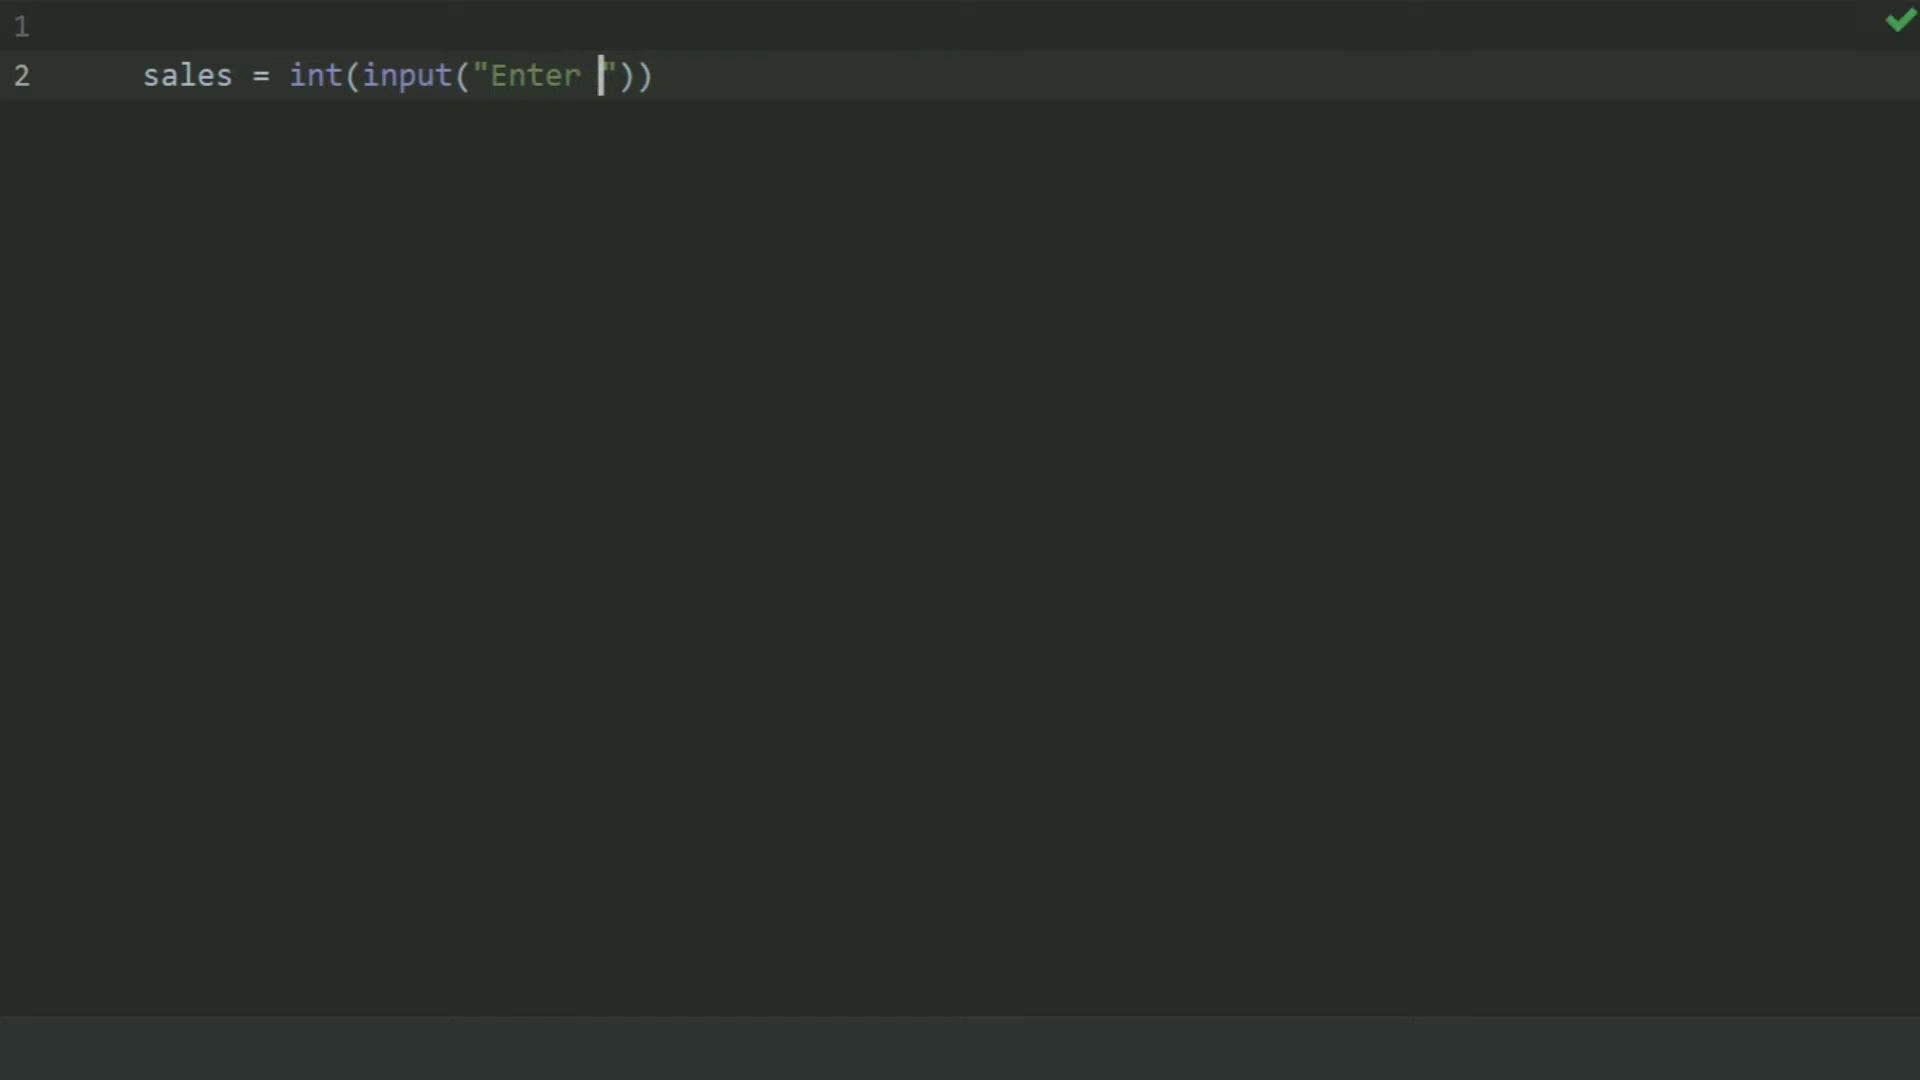 1
2 sales = int(input("Enter "))